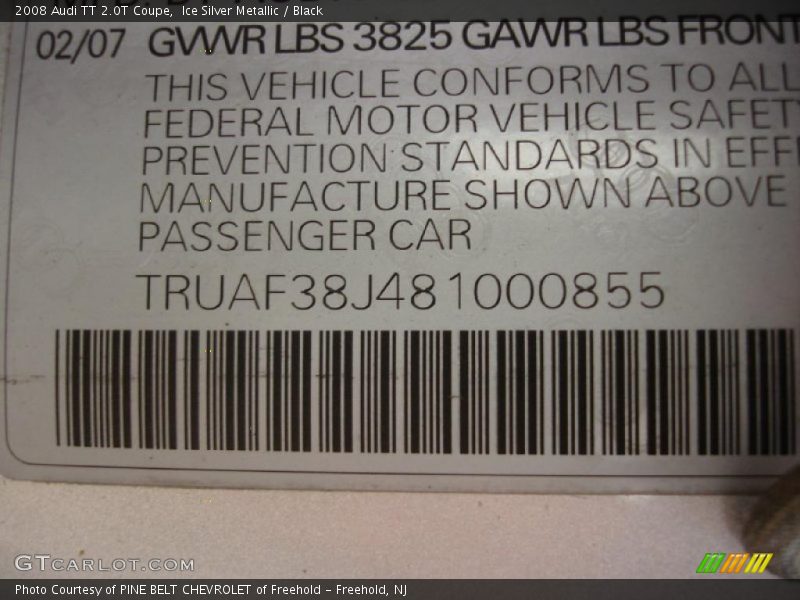 2008 Audi TT 2.0T Coupe,  Ice Silver Metallic / Black
02/07 GVWR LBS 3825 GAWR LBS FRONT
THIS VEHICLE CONFORMS TO ALL
FEDERAL MOTOR VEHICLE SAFETY
PREVENTION STANDARDS IN EFF
MANUFACTURE SHOWN ABOVE
PASSENGER CAR
TRUAF38J481000855
GTCARLOT.COM
Photo Courtesy of PINE BELT CHEVROLET of Freehold - Freehold, NJ